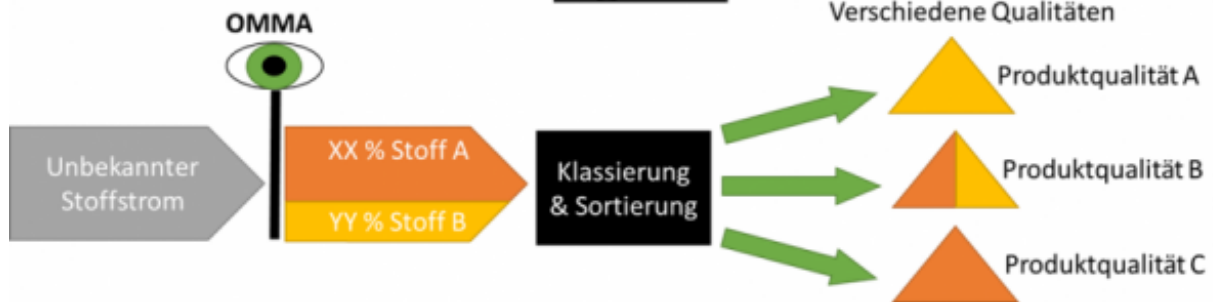 Verschiedene Qualitäten
OMMA
Unbekannter
Stoffstrom
XX % Stoff A
YY % Stoff B
Klassierung
& Sortierung
Produktqualität A
Produktqualität B
Produktqualität C